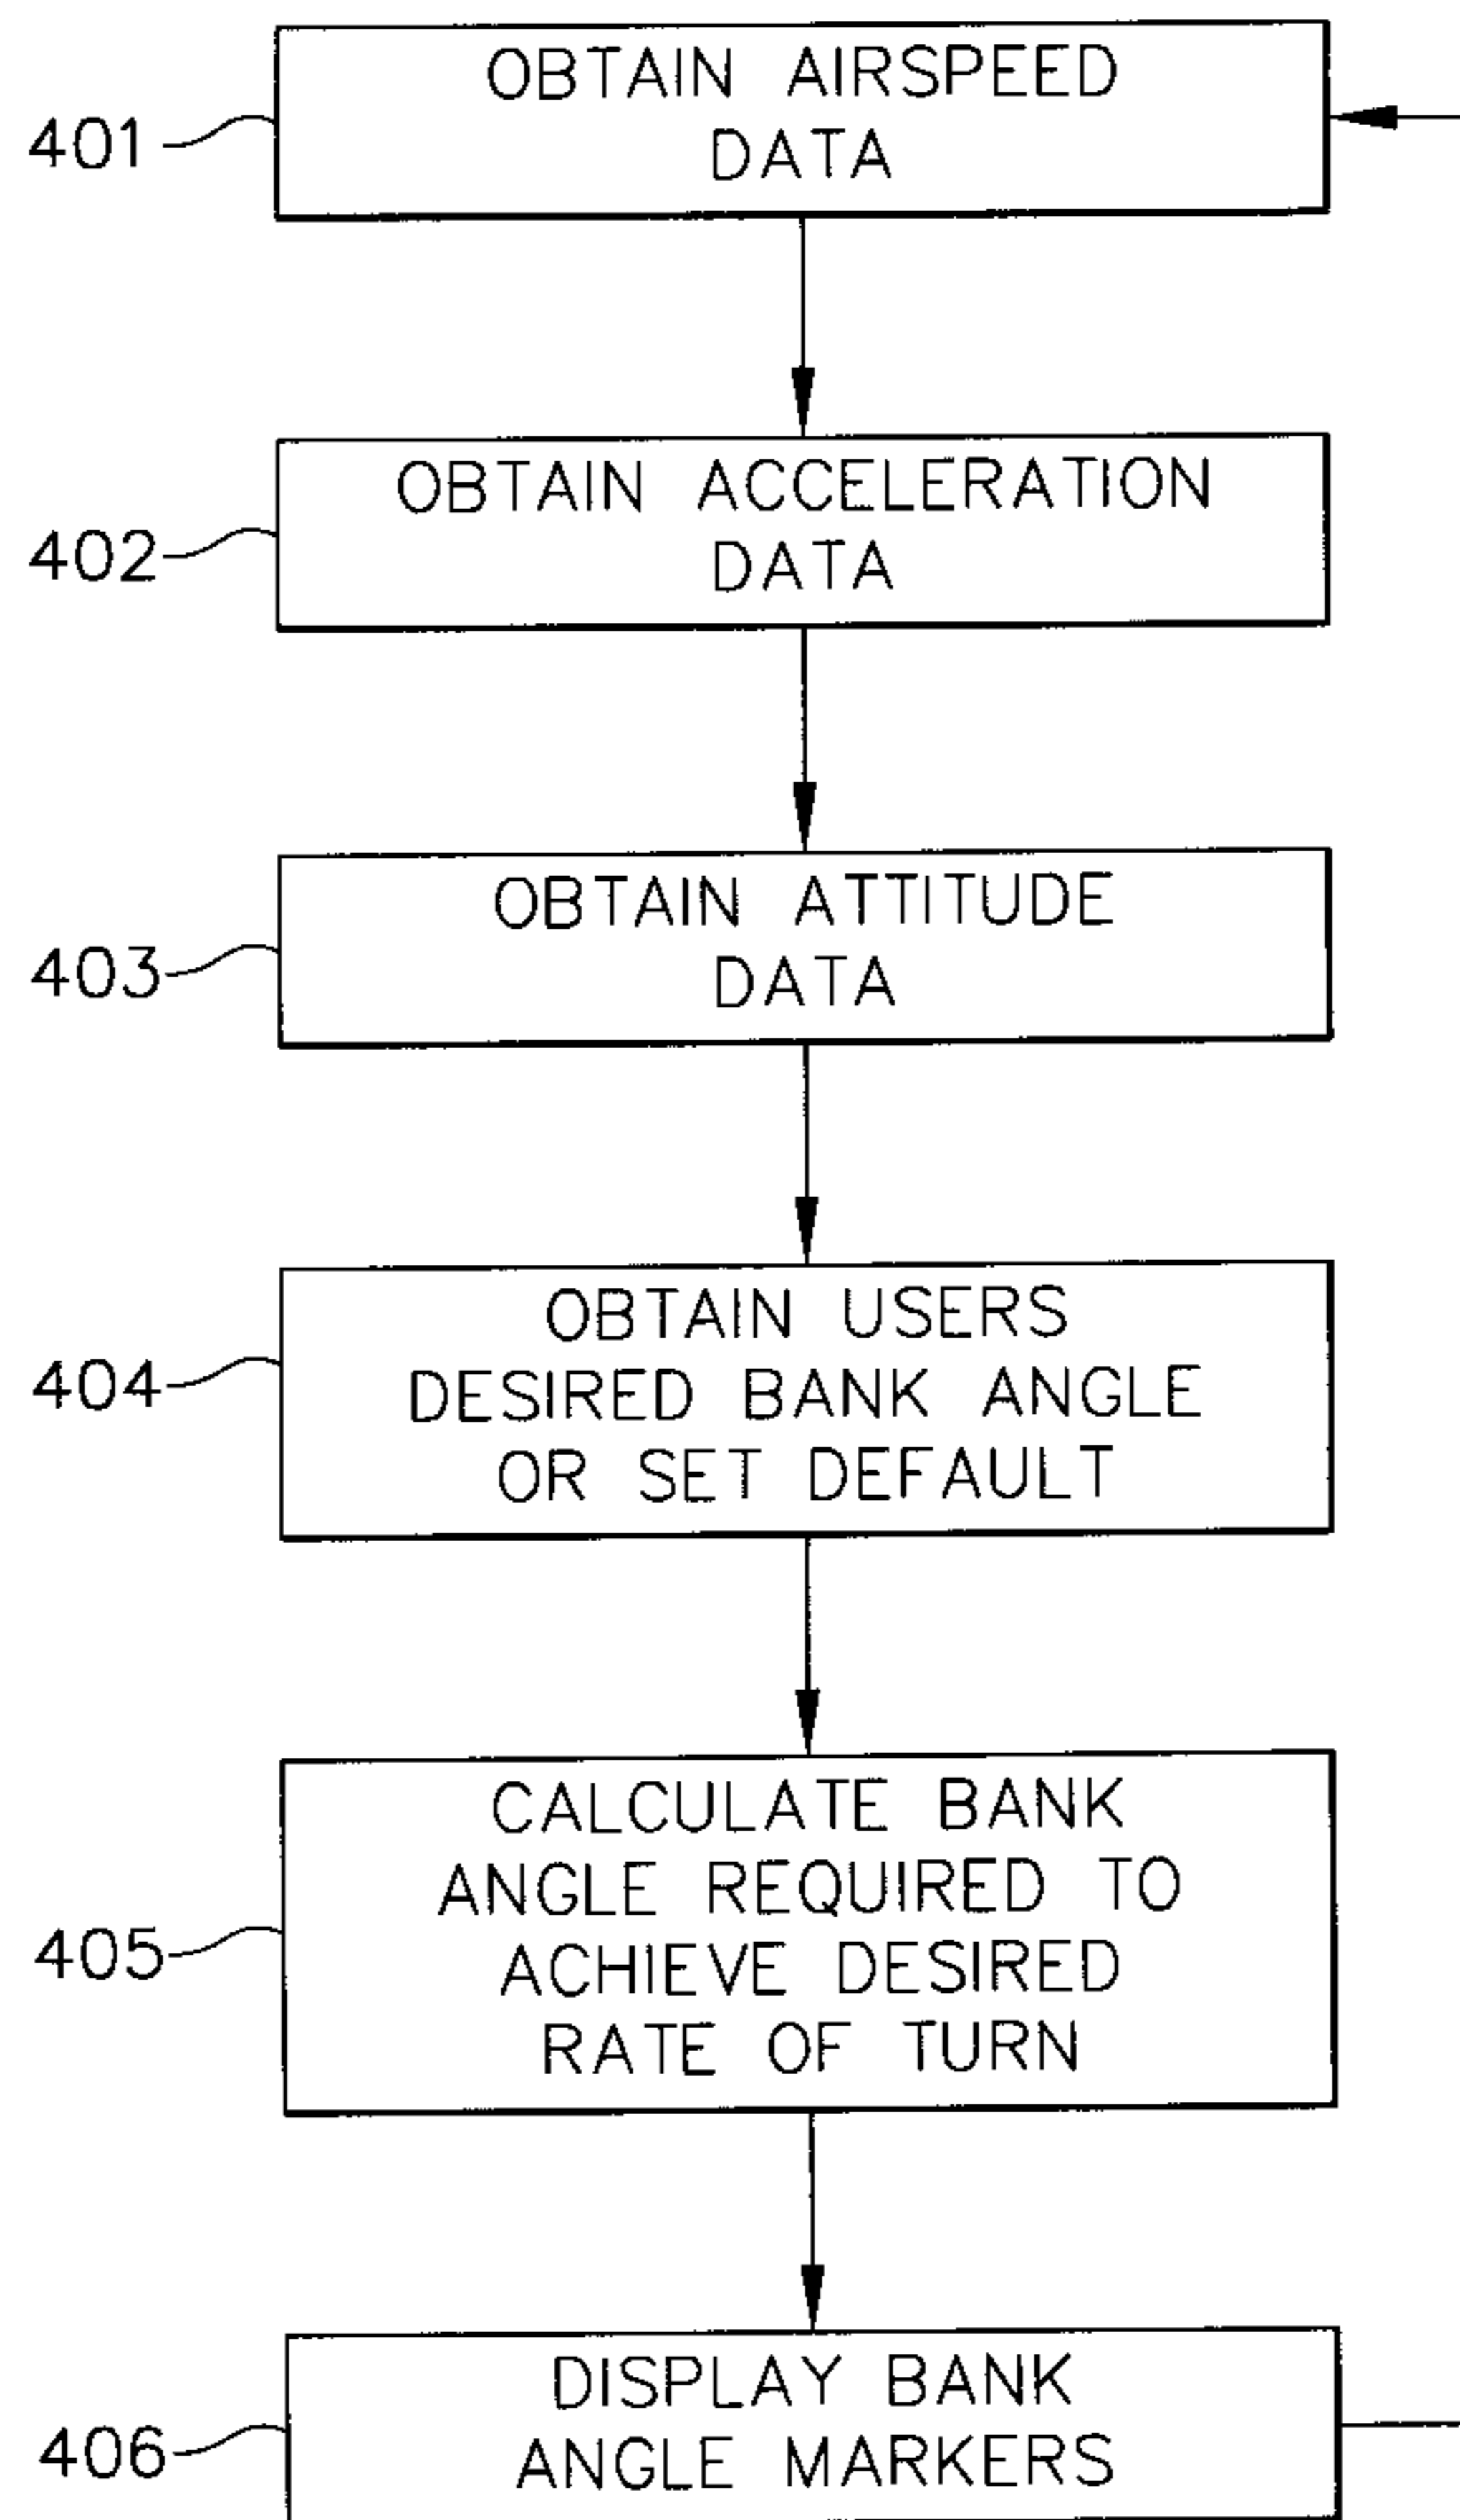 OBTAIN AIRSPEED
DATA
401
OBTAIN ACCELERATION
DATA
402
OBTAIN ATTITUDE
DATA
403
OBTAIN USERS
DESIRED BANK ANGLE
OR SET DEFAULT
404
CALCULATE BANK
ANGLE REQUIRED TO
ACHIEVE DESIRED
RATE OF TURN
405
DISPLAY BANK
ANGLE MARKERS
406